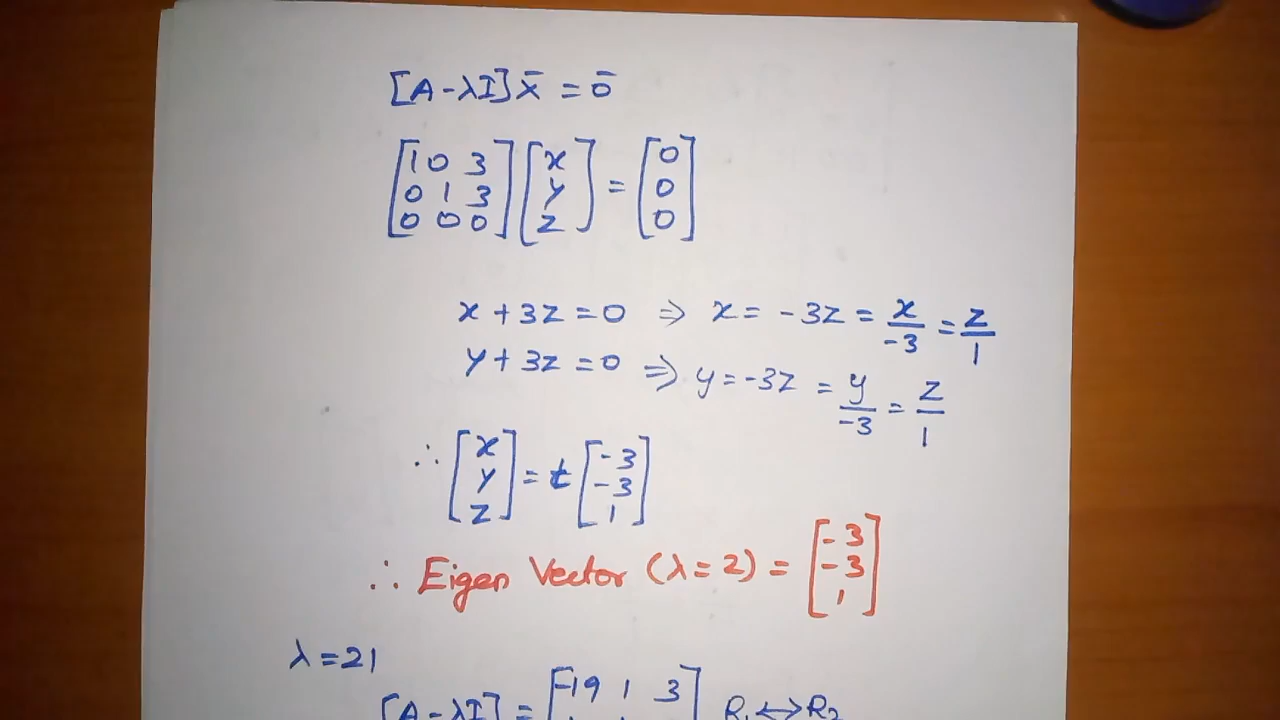 [A-λI]x̄ = ō
[1 0 3] [x] = [0]
[0 1 3] [y] [0]
[0 0 0] [z] [0]
x + 3z = 0 ⇒ x = -3z = x/-3 = z/1
y + 3z = 0 ⇒ y = -3z = y/-3 = z/1
∴ [x] = t [-3]
[y] [-3]
[z] [1]
∴ Eigen Vector (λ = 2) = [-3]
[-3]
[1]
λ = 21
[A-λI] = [-19 1 3] R₁ ↔ R₂